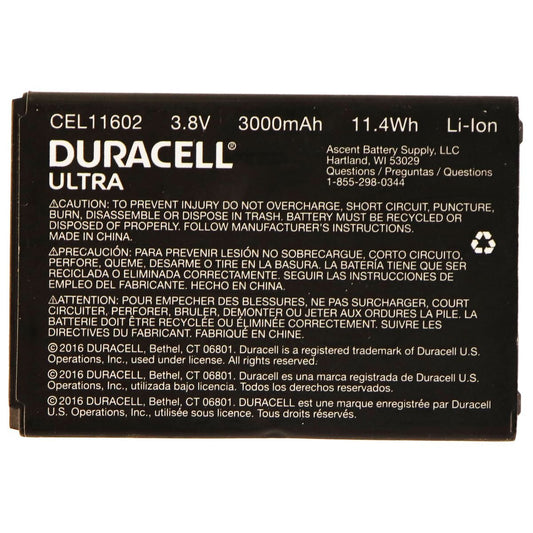 CEL11602 3.8V 3000mAh 11.4Wh Li-Ion
DURACELL®
ULTRA
Ascent Battery Supply, LLC
Hartland, WI 53029
Questions / Preguntas / Questions
1-855-298-0344
⚠CAUTION: TO PREVENT INJURY DO NOT OVERCHARGE, SHORT CIRCUIT, PUNCTURE,
BURN, DISASSEMBLE OR DISPOSE IN TRASH. BATTERY MUST BE RECYCLED OR
DISPOSED OF PROPERLY. FOLLOW MANUFACTURER'S INSTRUCTIONS.
MADE IN CHINA.
⚠PRECAUCIÓN: PARA PREVENIR LESIÓN NO SOBRECARGAR, CORTO CIRCUITO,
PERFORE, QUEME, DESMONTE O TIRE EN LA BASURA. LA BATERÍA TIENE QUE SER
RECICLADA O ELIMINADA CORRECTAMENTE. SEGUIR LAS INSTRUCCIONES DE
EMPLEO DEL FABRICANTE. HECHO EN CHINA.
⚠ATTENTION: POUR EMPECHER DES BLESSURES, NE PAS SURCHARGER, COURT
CIRCUITER, PERFORER, BRULER, DEMONTER OU JETER AUX ORDURES LA PILE.
LA BATTERIE DOIT ÊTRE RECYCLÉE OU ÉLIMINÉE CORRECTEMENT. SUIVRE LES
DIRECTIVES DU FABRICANT. FABRIQUÉ EN CHINE.
©2016 DURACELL, Bethel, CT 06801. Duracell is a registered trademark of Duracell U.S.
Operations, Inc., used under license. All rights reserved.
©2016 DURACELL, Bethel, CT 06801. Duracell es una marca registrada de Duracell U.S.
Operations, Inc., utilizada bajo licencia. Todos los derechos reservados.
©2016 DURACELL, Bethel, CT 06801. DURACELL est une marque enregistrée par Duracell
U.S. Operations, Inc., utilisée sous license. Tous droits réservés.